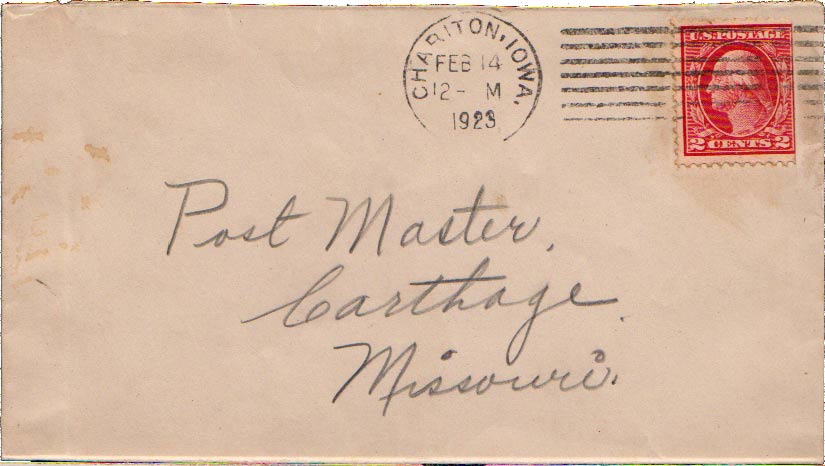 CHARITON, IOWA.
FEB 14
12- M
1923
U.S. POSTAGE
2 CENTS 2
Post Master,
Carthage,
Missouri.